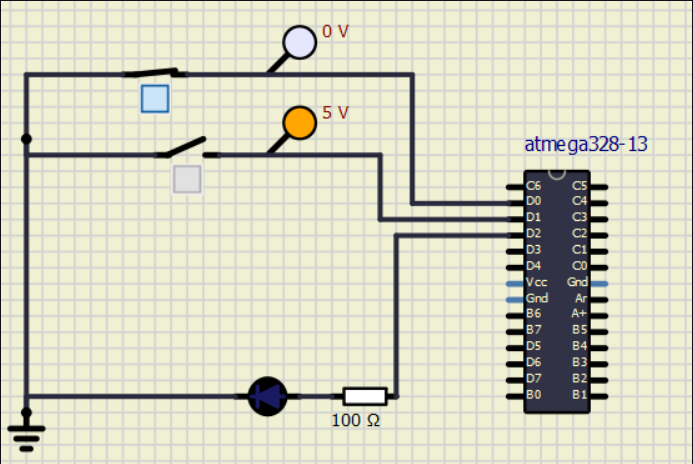 0 V
5 V
atmega328-13
C6 C5
D0 C4
D1 C3
D2 C2
D3 C1
D4 C0
Vcc Gnd
Gnd Ar
B6 A+
B7 B5
D5 B4
D6 B3
D7 B2
B0 B1
100 Ω